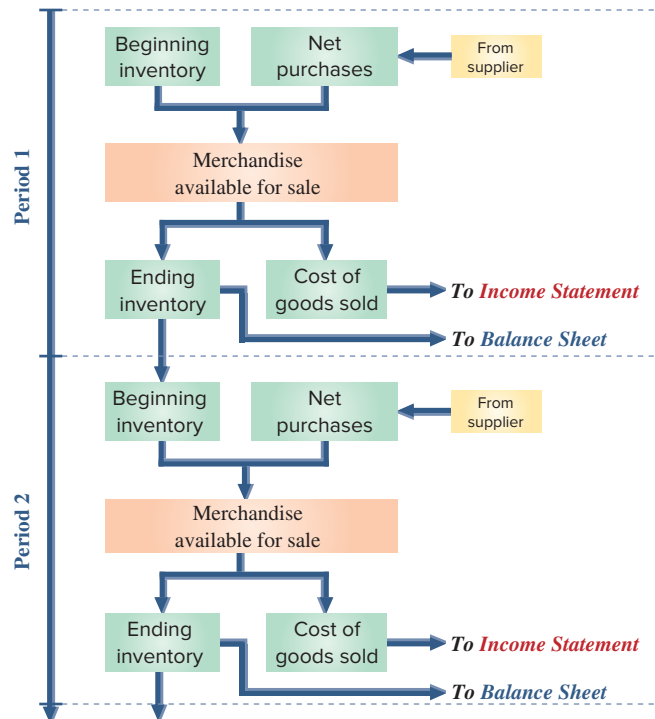 Period 1
Beginning
inventory
Net
purchases
From
supplier
Merchandise
available for sale
Ending
inventory
Cost of
goods sold
To Income Statement
To Balance Sheet
Period 2
Beginning
inventory
Net
purchases
From
supplier
Merchandise
available for sale
Ending
inventory
Cost of
goods sold
To Income Statement
To Balance Sheet